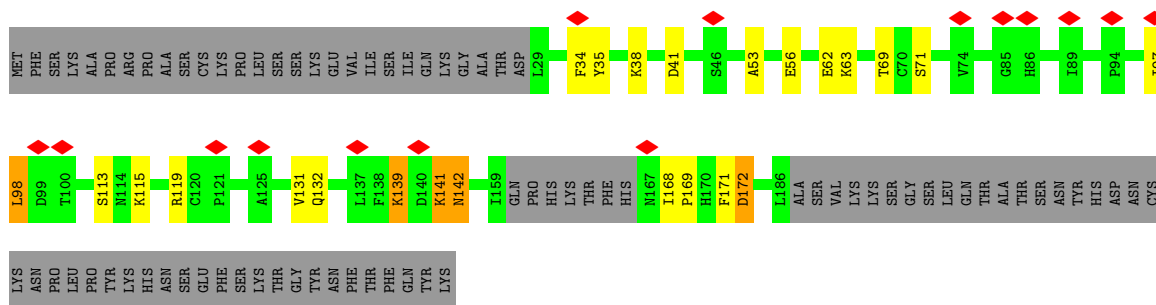 MET PHE SER LYS ALA PRO ARG PRO ALA SER CYS LYS PRO LEU SER SER LYS GLU VAL ILE SER ILE GLN LYS GLY ALA THR ASP L29 F34 Y35 K38 D41 S46 A53 E56 E62 K63 T69 C70 S71 V74 G85 H86 I89 P94
L98 D99 T100 S113 N114 K115 R119 C120 P121 A125 V131 Q132 L137 F138 K139 D140 K141 N142 I159 GLN PRO HIS LYS THR PHE HIS N167 I168 P169 H170 F171 D172 L186 ALA SER VAL LYS LYS SER GLY SER LEU GLN THR ALA THR SER ASN TYR HIS ASP ASN CYS
LYS ASN PRO LEU PRO TYR LYS HIS ASN SER GLU PHE SER LYS THR GLY TYR ASN PHE THR PHE GLN TYR LYS